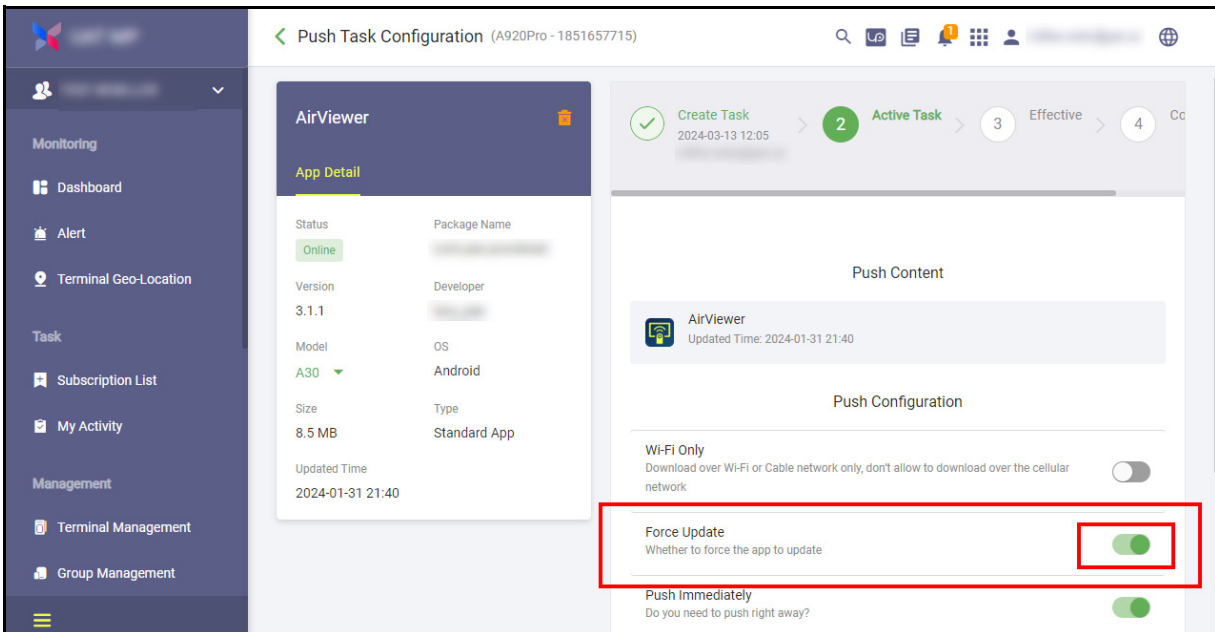 Push Task Configuration (A920Pro - 1851657715)
1
Monitoring
Dashboard
Alert
Terminal Geo-Location
Task
Subscription List
My Activity
Management
Terminal Management
Group Management
AirViewer
App Detail
Status
Package Name
Online
Version
Developer
3.1.1
Model
OS
A30
Android
Size
Type
8.5 MB
Standard App
Updated Time
2024-01-31 21:40
Create Task
2024-03-13 12:05
2
Active Task
3
Effective
4
Cc
Push Content
AirViewer
Updated Time: 2024-01-31 21:40
Push Configuration
Wi-Fi Only
Download over Wi-Fi or Cable network only, don't allow to download over the cellular
network
Force Update
Whether to force the app to update
Push Immediately
Do you need to push right away?